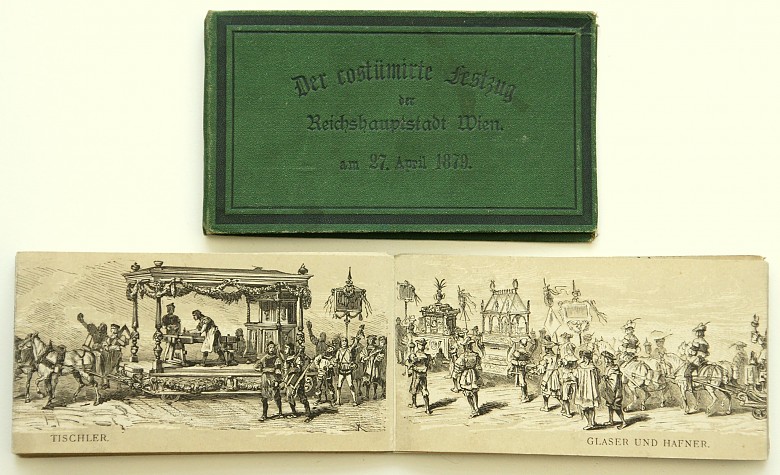 Der costümirte Festzug
der
Reichshauptstadt Wien.
am 27. April 1879.
TISCHLER.
GLASER UND HAFNER.